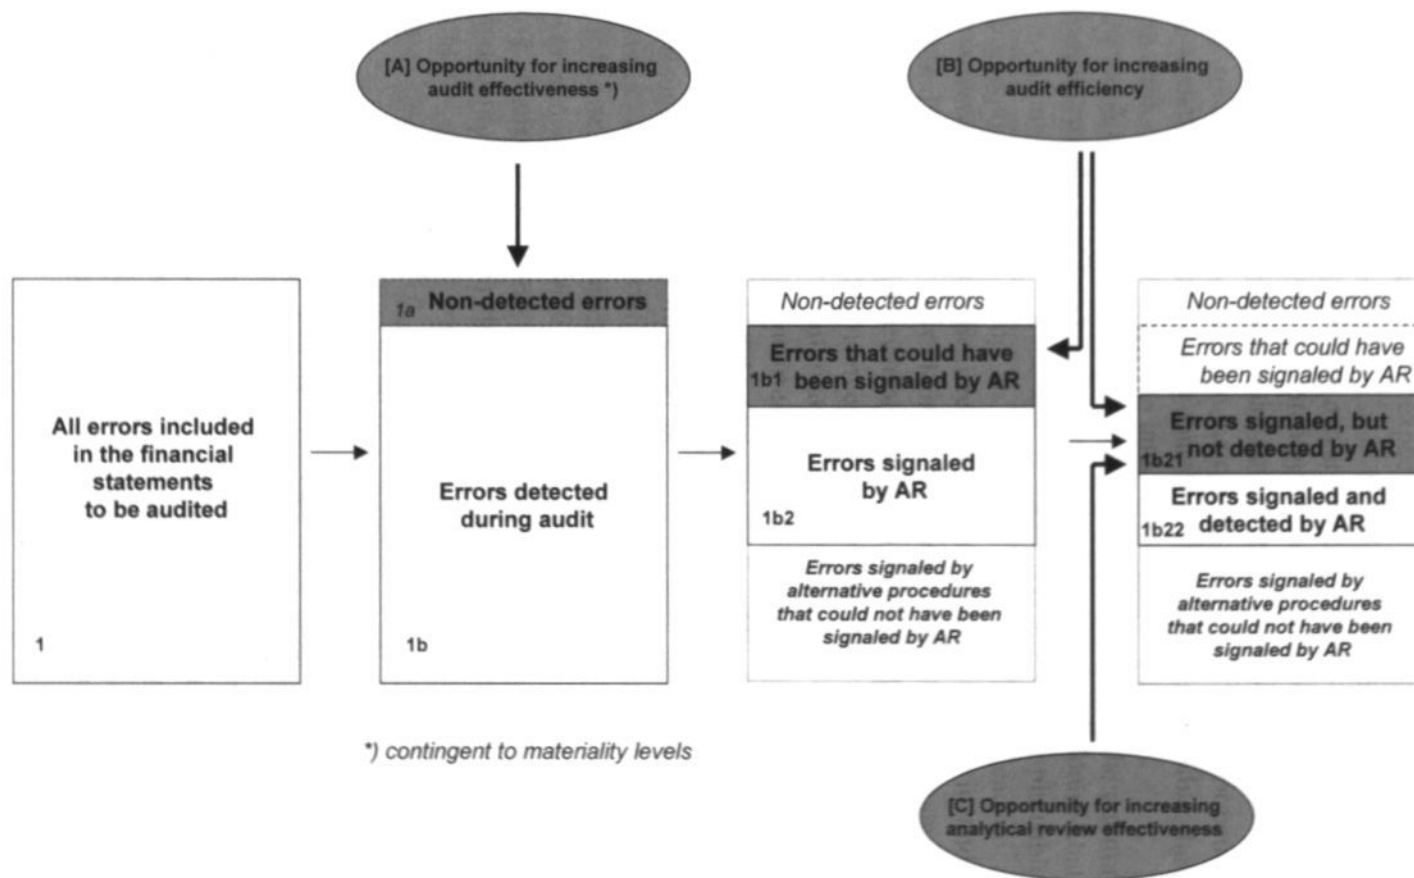 [A] Opportunity for increasing
audit effectiveness *)
[B] Opportunity for increasing
audit efficiency
All errors included
in the financial
statements
to be audited
1
1a Non-detected errors
Errors detected
during audit
1b
Non-detected errors
Errors that could have
1b1 been signaled by AR
Errors signaled
by AR
1b2
Errors signaled by
alternative procedures
that could not have been
signaled by AR
Non-detected errors
Errors that could have
been signaled by AR
Errors signaled, but
not detected by AR
1b21
Errors signaled and
detected by AR
1b22
Errors signaled by
alternative procedures
that could not have been
signaled by AR
*) contingent to materiality levels
[C] Opportunity for increasing
analytical review effectiveness